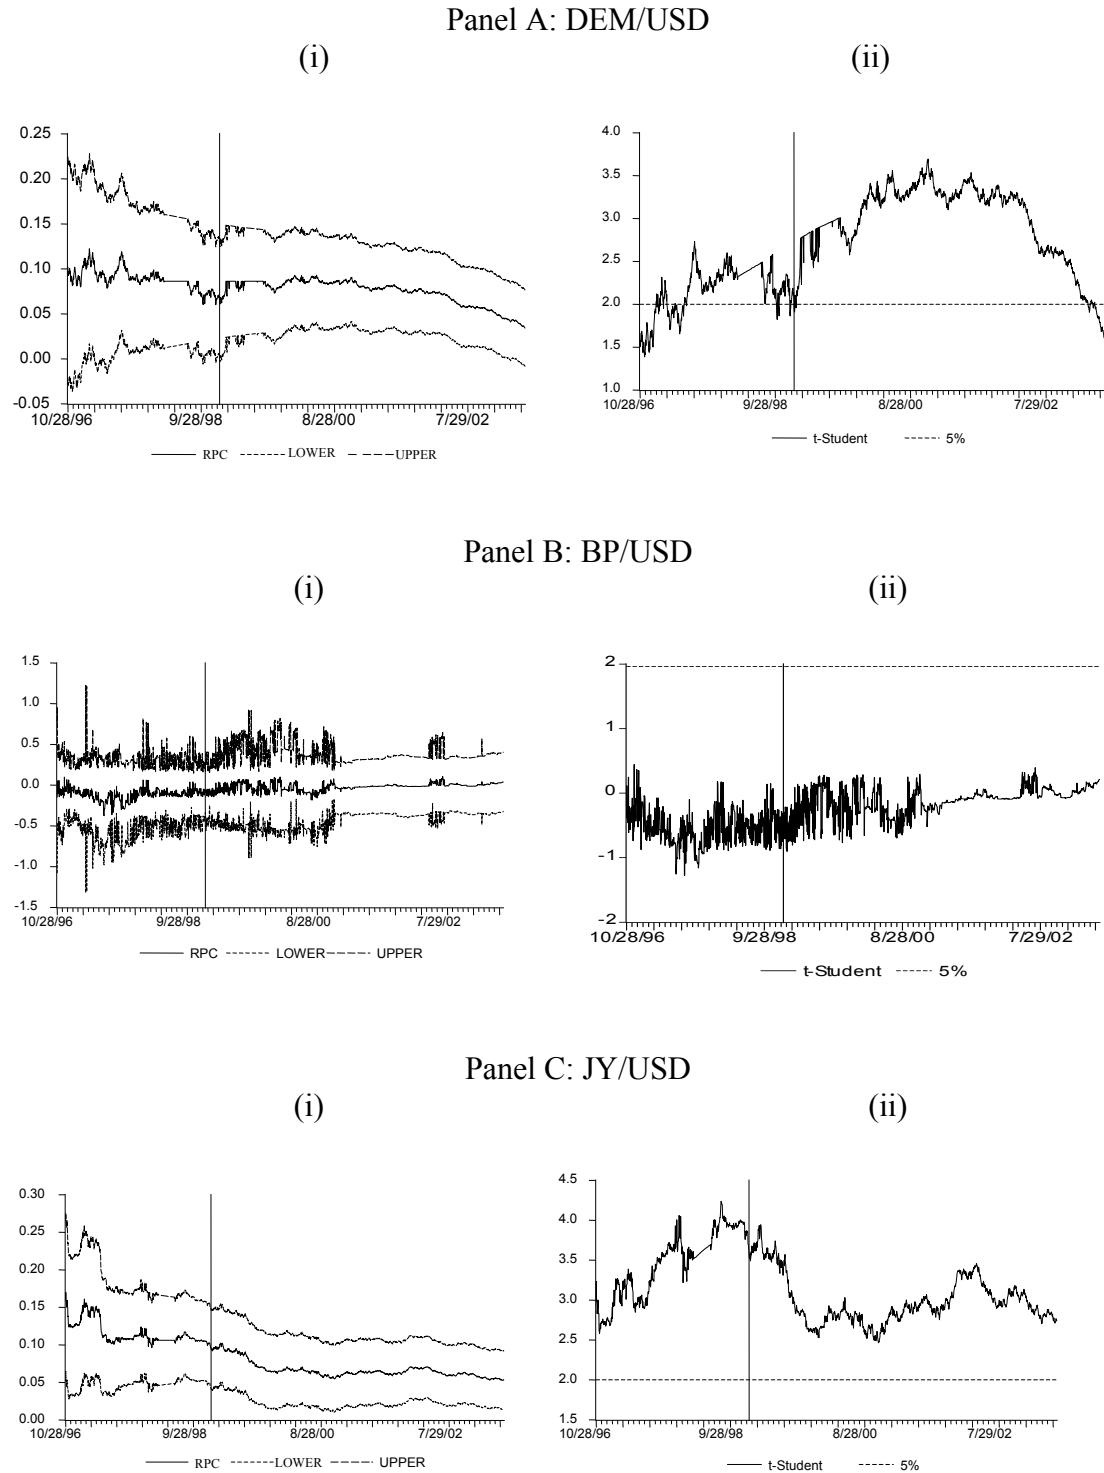 Panel A: DEM/USD
(i)
(ii)
0.25
0.20
0.15
0.10
0.05
0.00
-0.05
10/28/96 9/28/98 8/28/00 7/29/02
RPC LOWER UPPER
4.0
3.5
3.0
2.5
2.0
1.5
1.0
10/28/96 9/28/98 8/28/00 7/29/02
t-Student 5%
Panel B: BP/USD
(i)
(ii)
1.5
1.0
0.5
0.0
-0.5
-1.0
-1.5
10/28/96 9/28/98 8/28/00 7/29/02
RPC LOWER UPPER
2
1
0
-1
-2
10/28/96 9/28/98 8/28/00 7/29/02
t-Student 5%
Panel C: JY/USD
(i)
(ii)
0.30
0.25
0.20
0.15
0.10
0.05
0.00
10/28/96 9/28/98 8/28/00 7/29/02
RPC LOWER UPPER
4.5
4.0
3.5
3.0
2.5
2.0
1.5
10/28/96 9/28/98 8/28/00 7/29/02
t-Student 5%